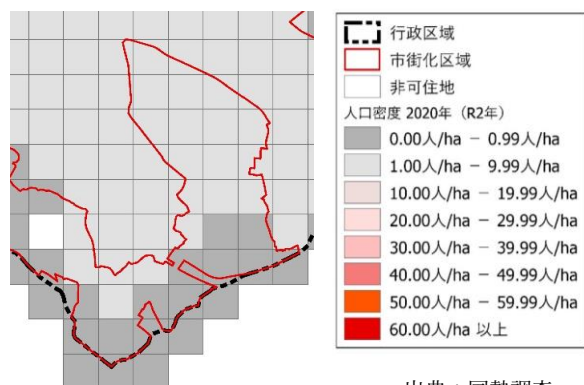 行政区域
市街化区域
非可住地
人口密度 2020年（R2年）
0.00人/ha － 0.99人/ha
1.00人/ha － 9.99人/ha
10.00人/ha － 19.99人/ha
20.00人/ha － 29.99人/ha
30.00人/ha － 39.99人/ha
40.00人/ha － 49.99人/ha
50.00人/ha － 59.99人/ha
60.00人/ha 以上